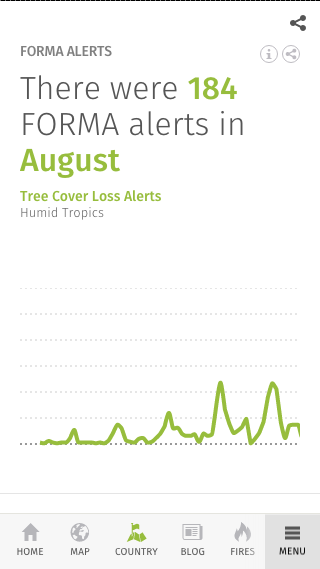 FORMA ALERTS
There were 184
FORMA alerts in
August
Tree Cover Loss Alerts
Humid Tropics
HOME MAP COUNTRY BLOG FIRES MENU